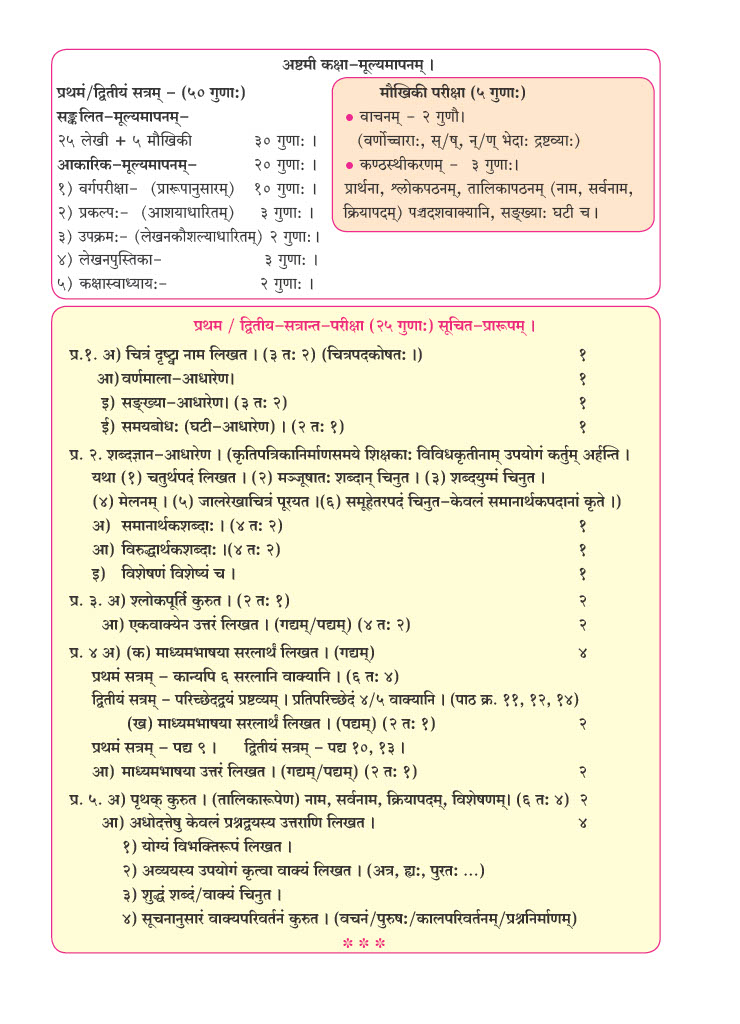 अष्टमी कक्षा-मूल्यमापनम् ।
प्रथमं/द्वितीयं सत्रम् - (५० गुणा:)
सङ्कलित-मूल्यमापनम्-
२५ लेखी + ५ मौखिकी ३० गुणा: ।
आकारिक-मूल्यमापनम्- २० गुणा: ।
१) वर्गपरीक्षा- (प्रारूपानुसारम्) १० गुणा: ।
२) प्रकल्प:- (आशयाधारितम्) ३ गुणा: ।
३) उपक्रम:- (लेखनकौशल्याधारितम्) २ गुणा: ।
४) लेखनपुस्तिका- ३ गुणा: ।
५) कक्षास्वाध्याय:- २ गुणा: ।
मौखिकी परीक्षा (५ गुणा:)
● वाचनम् - २ गुणौ।
(वर्णोच्चारा:, स्/ष्, न्/ण् भेदा: द्रष्टव्या:)
● कण्ठस्थीकरणम् - ३ गुणा:।
प्रार्थना, श्लोकपठनम्, तालिकापठनम् (नाम, सर्वनाम,
क्रियापदम्) पञ्चदशवाक्यानि, सङ्ख्या: घटी च।
प्रथम / द्वितीय-सत्रान्त-परीक्षा (२५ गुणा:) सूचित-प्रारूपम् ।
प्र.१. अ) चित्रं दृष्ट्वा नाम लिखत । (३ त: २) (चित्रपदकोषत: ।) १
आ) वर्णमाला-आधारेण। १
इ) सङ्ख्या-आधारेण। (३ त: २) १
ई) समयबोध: (घटी-आधारेण) । (२ त: १) १
प्र. २. शब्दज्ञान-आधारेण । (कृतिपत्रिकानिर्माणसमये शिक्षका: विविधकृतीनाम् उपयोगं कर्तुम् अर्हन्ति ।
यथा (१) चतुर्थपदं लिखत । (२) मञ्जूषात: शब्दान् चिनुत । (३) शब्दयुग्मं चिनुत ।
(४) मेलनम् । (५) जालरेखाचित्रं पूरयत ।(६) समूहेतरपदं चिनुत-केवलं समानार्थकपदानां कृते ।)
अ) समानार्थकशब्दा: । (४ त: २) १
आ) विरुद्धार्थकशब्दा: ।(४ त: २) १
इ) विशेषणं विशेष्यं च । १
प्र. ३. अ) श्लोकपूर्तिं कुरुत । (२ त: १) २
आ) एकवाक्येन उत्तरं लिखत । (गद्यम्/पद्यम्) (४ त: २) २
प्र. ४ अ) (क) माध्यमभाषया सरलार्थं लिखत । (गद्यम्) ४
प्रथमं सत्रम् - कान्यपि ६ सरलानि वाक्यानि । (६ त: ४)
द्वितीयं सत्रम् - परिच्छेदद्वयं प्रष्टव्यम् । प्रतिपरिच्छेदं ४/५ वाक्यानि । (पाठ क्र. ११, १२, १४)
(ख) माध्यमभाषया सरलार्थं लिखत । (पद्यम्) (२ त: १) २
प्रथमं सत्रम् - पद्य ९ । द्वितीयं सत्रम् - पद्य १०, १३ ।
आ) माध्यमभाषया उत्तरं लिखत । (गद्यम्/पद्यम्) (२ त: १) २
प्र. ५. अ) पृथक् कुरुत । (तालिकारूपेण) नाम, सर्वनाम, क्रियापदम्, विशेषणम्। (६ त: ४) २
आ) अधोदत्तेषु केवलं प्रश्नद्वयस्य उत्तराणि लिखत । ४
१) योग्यं विभक्तिरूपं लिखत ।
२) अव्ययस्य उपयोगं कृत्वा वाक्यं लिखत । (अत्र, ह्य:, पुरत: ...)
३) शुद्धं शब्दं/वाक्यं चिनुत ।
४) सूचनानुसारं वाक्यपरिवर्तनं कुरुत । (वचनं/पुरुष:/कालपरिवर्तनम्/प्रश्ननिर्माणम्)
* * *